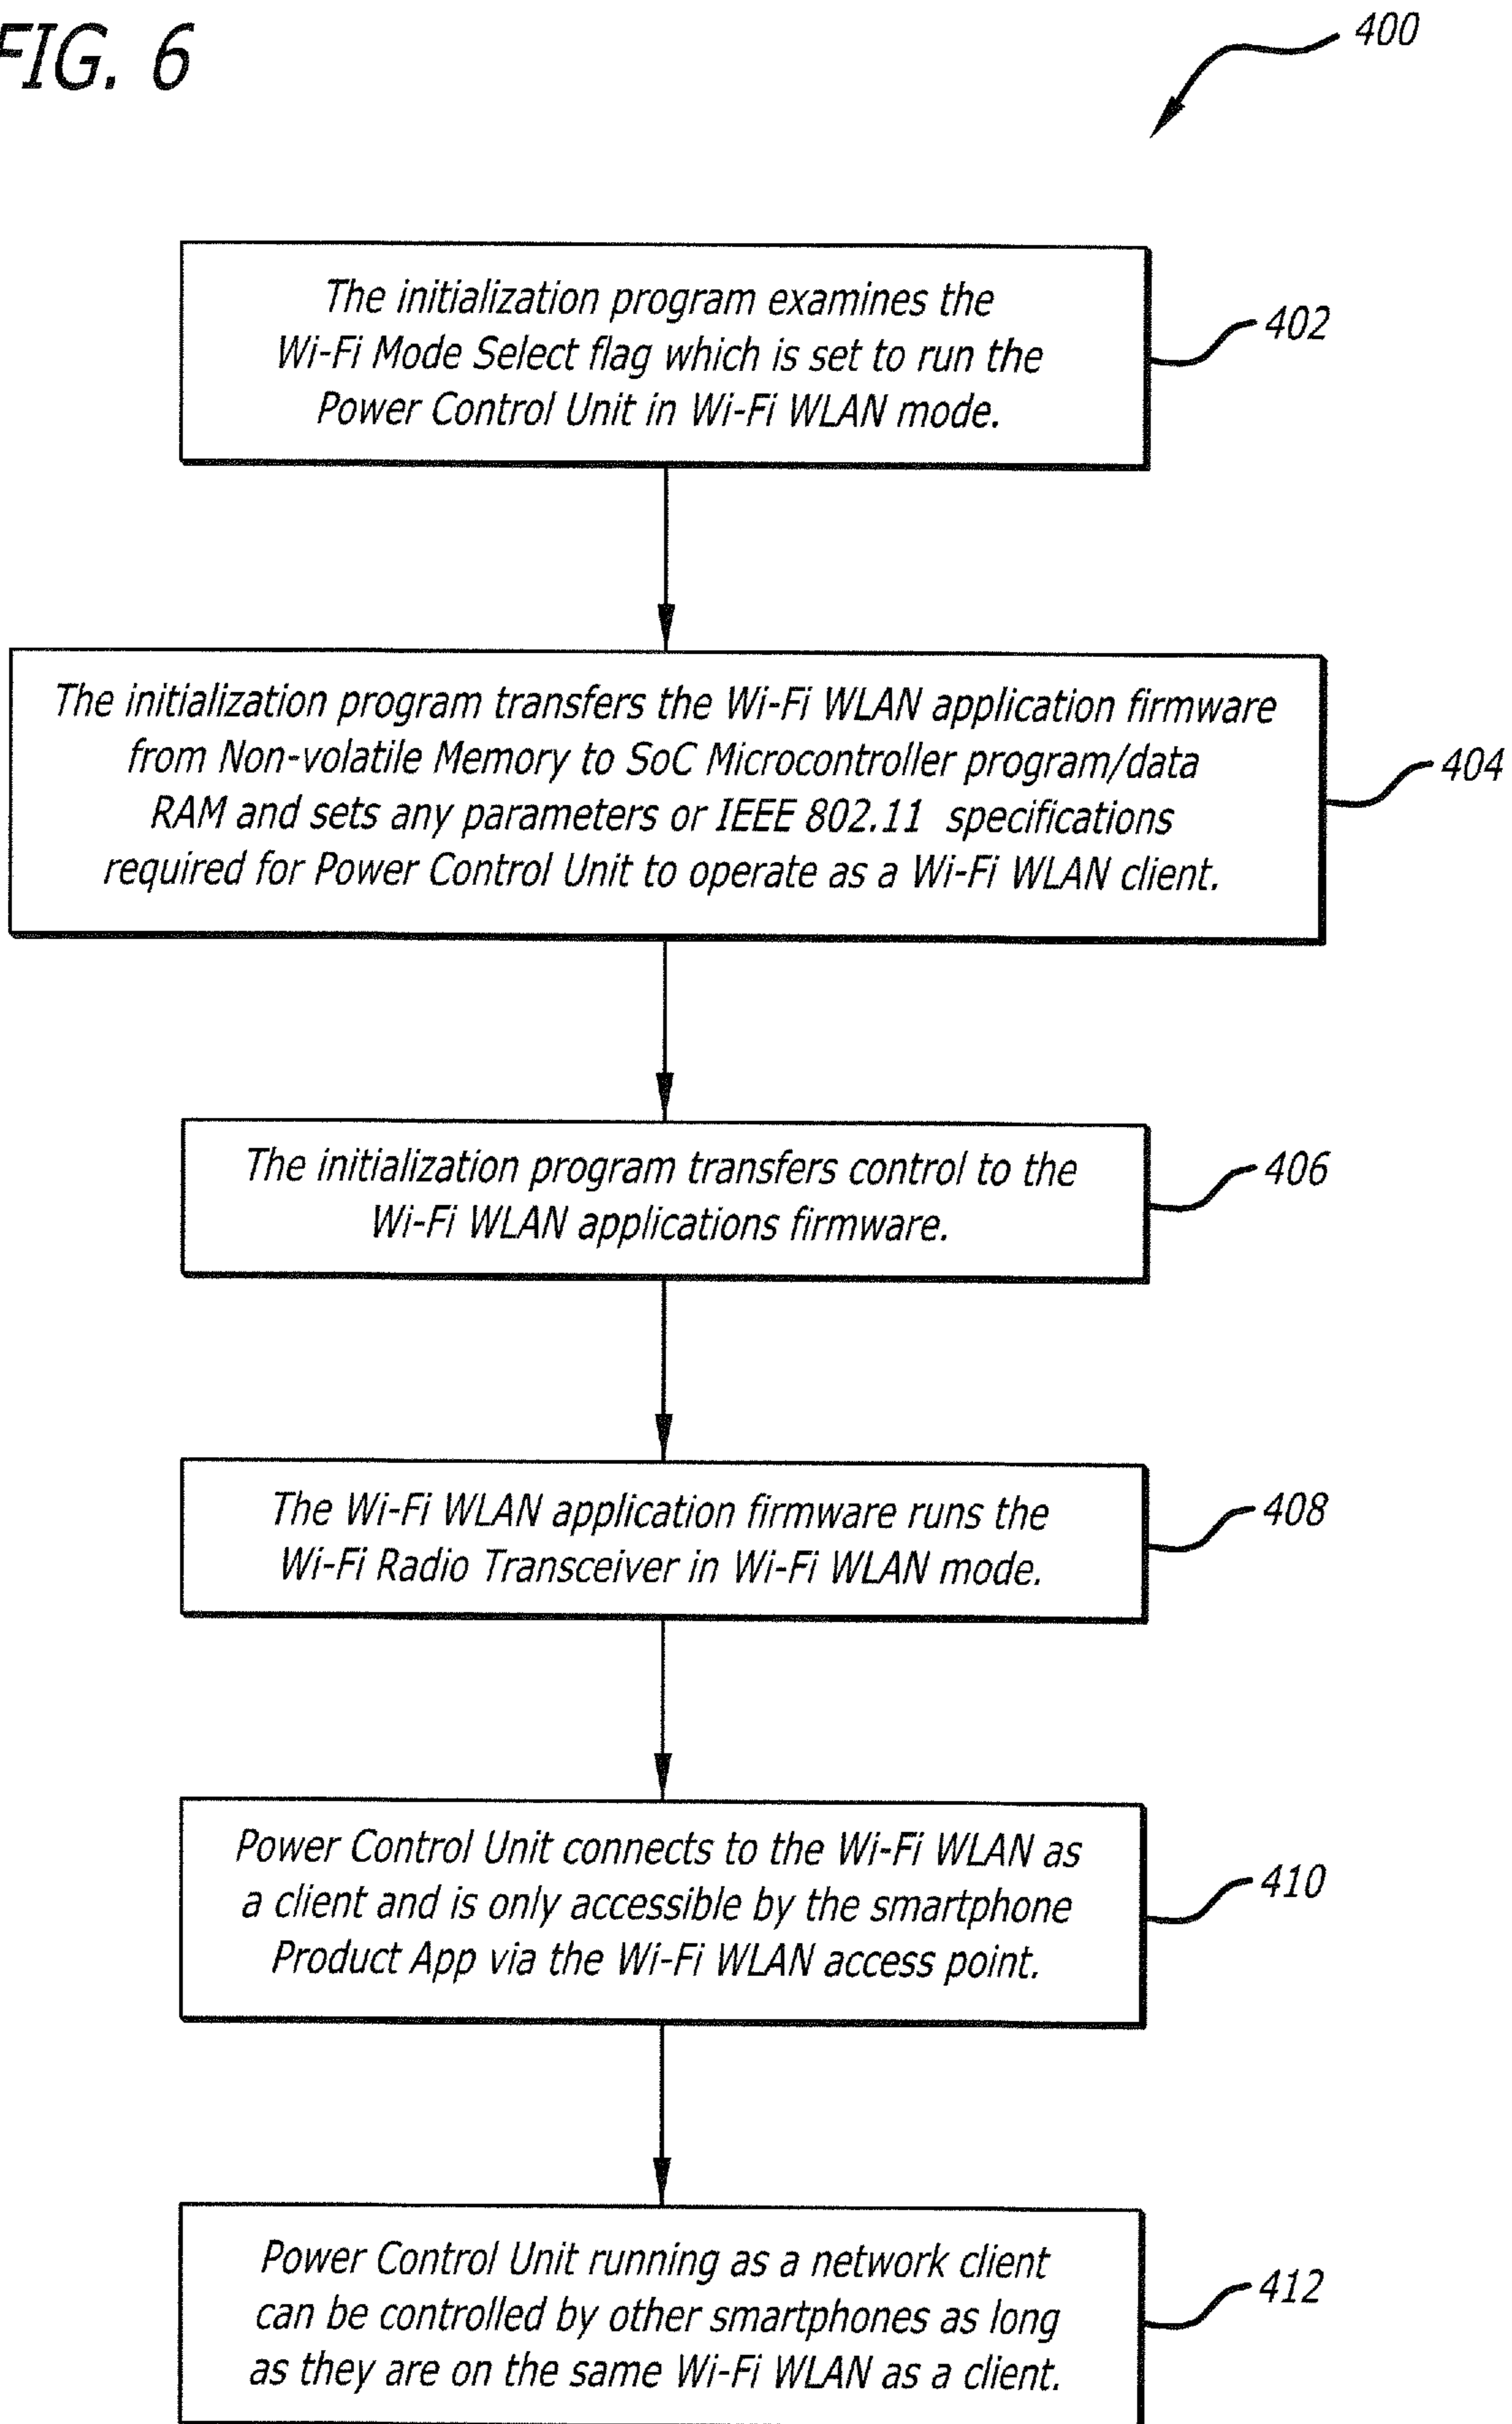 FIG. 6
400
The initialization program examines the
Wi-Fi Mode Select flag which is set to run the
Power Control Unit in Wi-Fi WLAN mode.
402
The initialization program transfers the Wi-Fi WLAN application firmware
from Non-volatile Memory to SoC Microcontroller program/data
RAM and sets any parameters or IEEE 802.11 specifications
required for Power Control Unit to operate as a Wi-Fi WLAN client.
404
The initialization program transfers control to the
Wi-Fi WLAN applications firmware.
406
The Wi-Fi WLAN application firmware runs the
Wi-Fi Radio Transceiver in Wi-Fi WLAN mode.
408
Power Control Unit connects to the Wi-Fi WLAN as
a client and is only accessible by the smartphone
Product App via the Wi-Fi WLAN access point.
410
Power Control Unit running as a network client
can be controlled by other smartphones as long
as they are on the same Wi-Fi WLAN as a client.
412